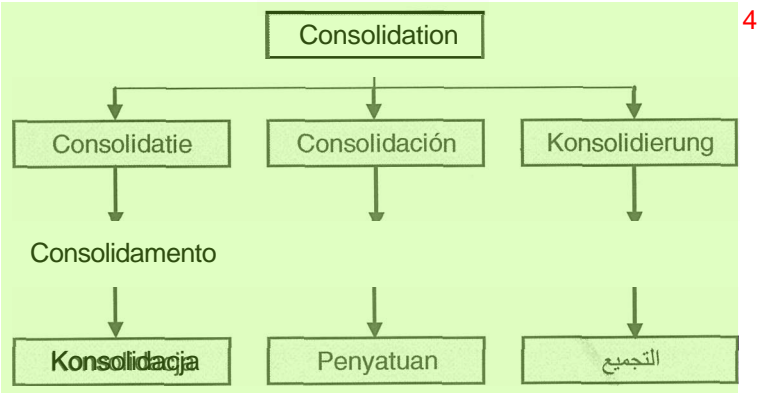 Consolidation
4
Consolidatie
Consolidación
Konsolidierung
Consolidamento
Konsolidacja
Penyatuan
التجميع